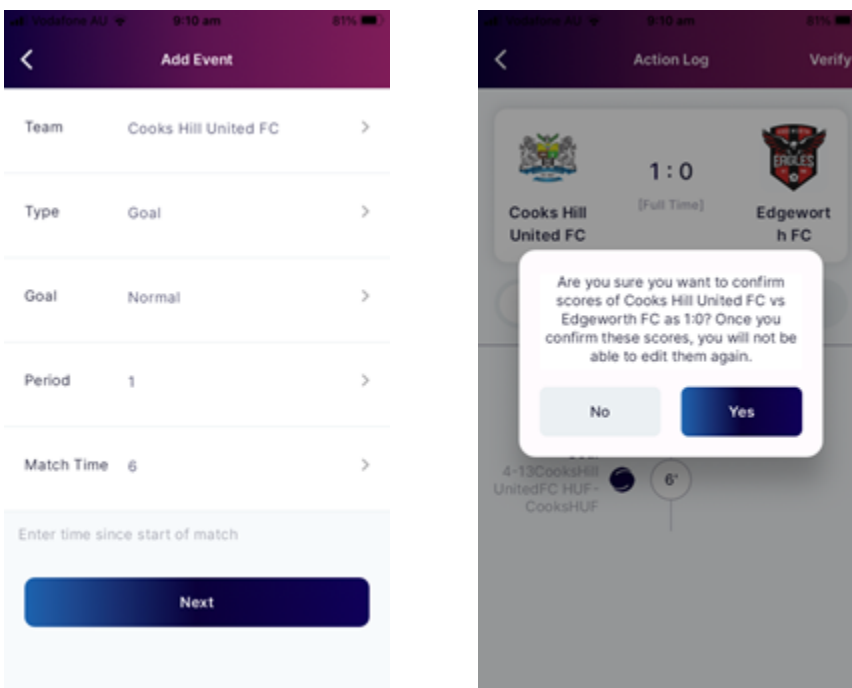 Vodafone AU 9:10 am 81%
Add Event
Team Cooks Hill United FC
Type Goal
Goal Normal
Period 1
Match Time 6
Enter time since start of match
Next
Vodafone AU 9:10 am 81%
Action Log Verify
EAGLES
1 : 0
[Full Time]
Cooks Hill
United FC
Edgewort
h FC
Are you sure you want to confirm
scores of Cooks Hill United FC vs
Edgeworth FC as 1:0? Once you
confirm these scores, you will not be
able to edit them again.
No Yes
4-13CooksHill
UnitedFC HUF-
CooksHUF
6'